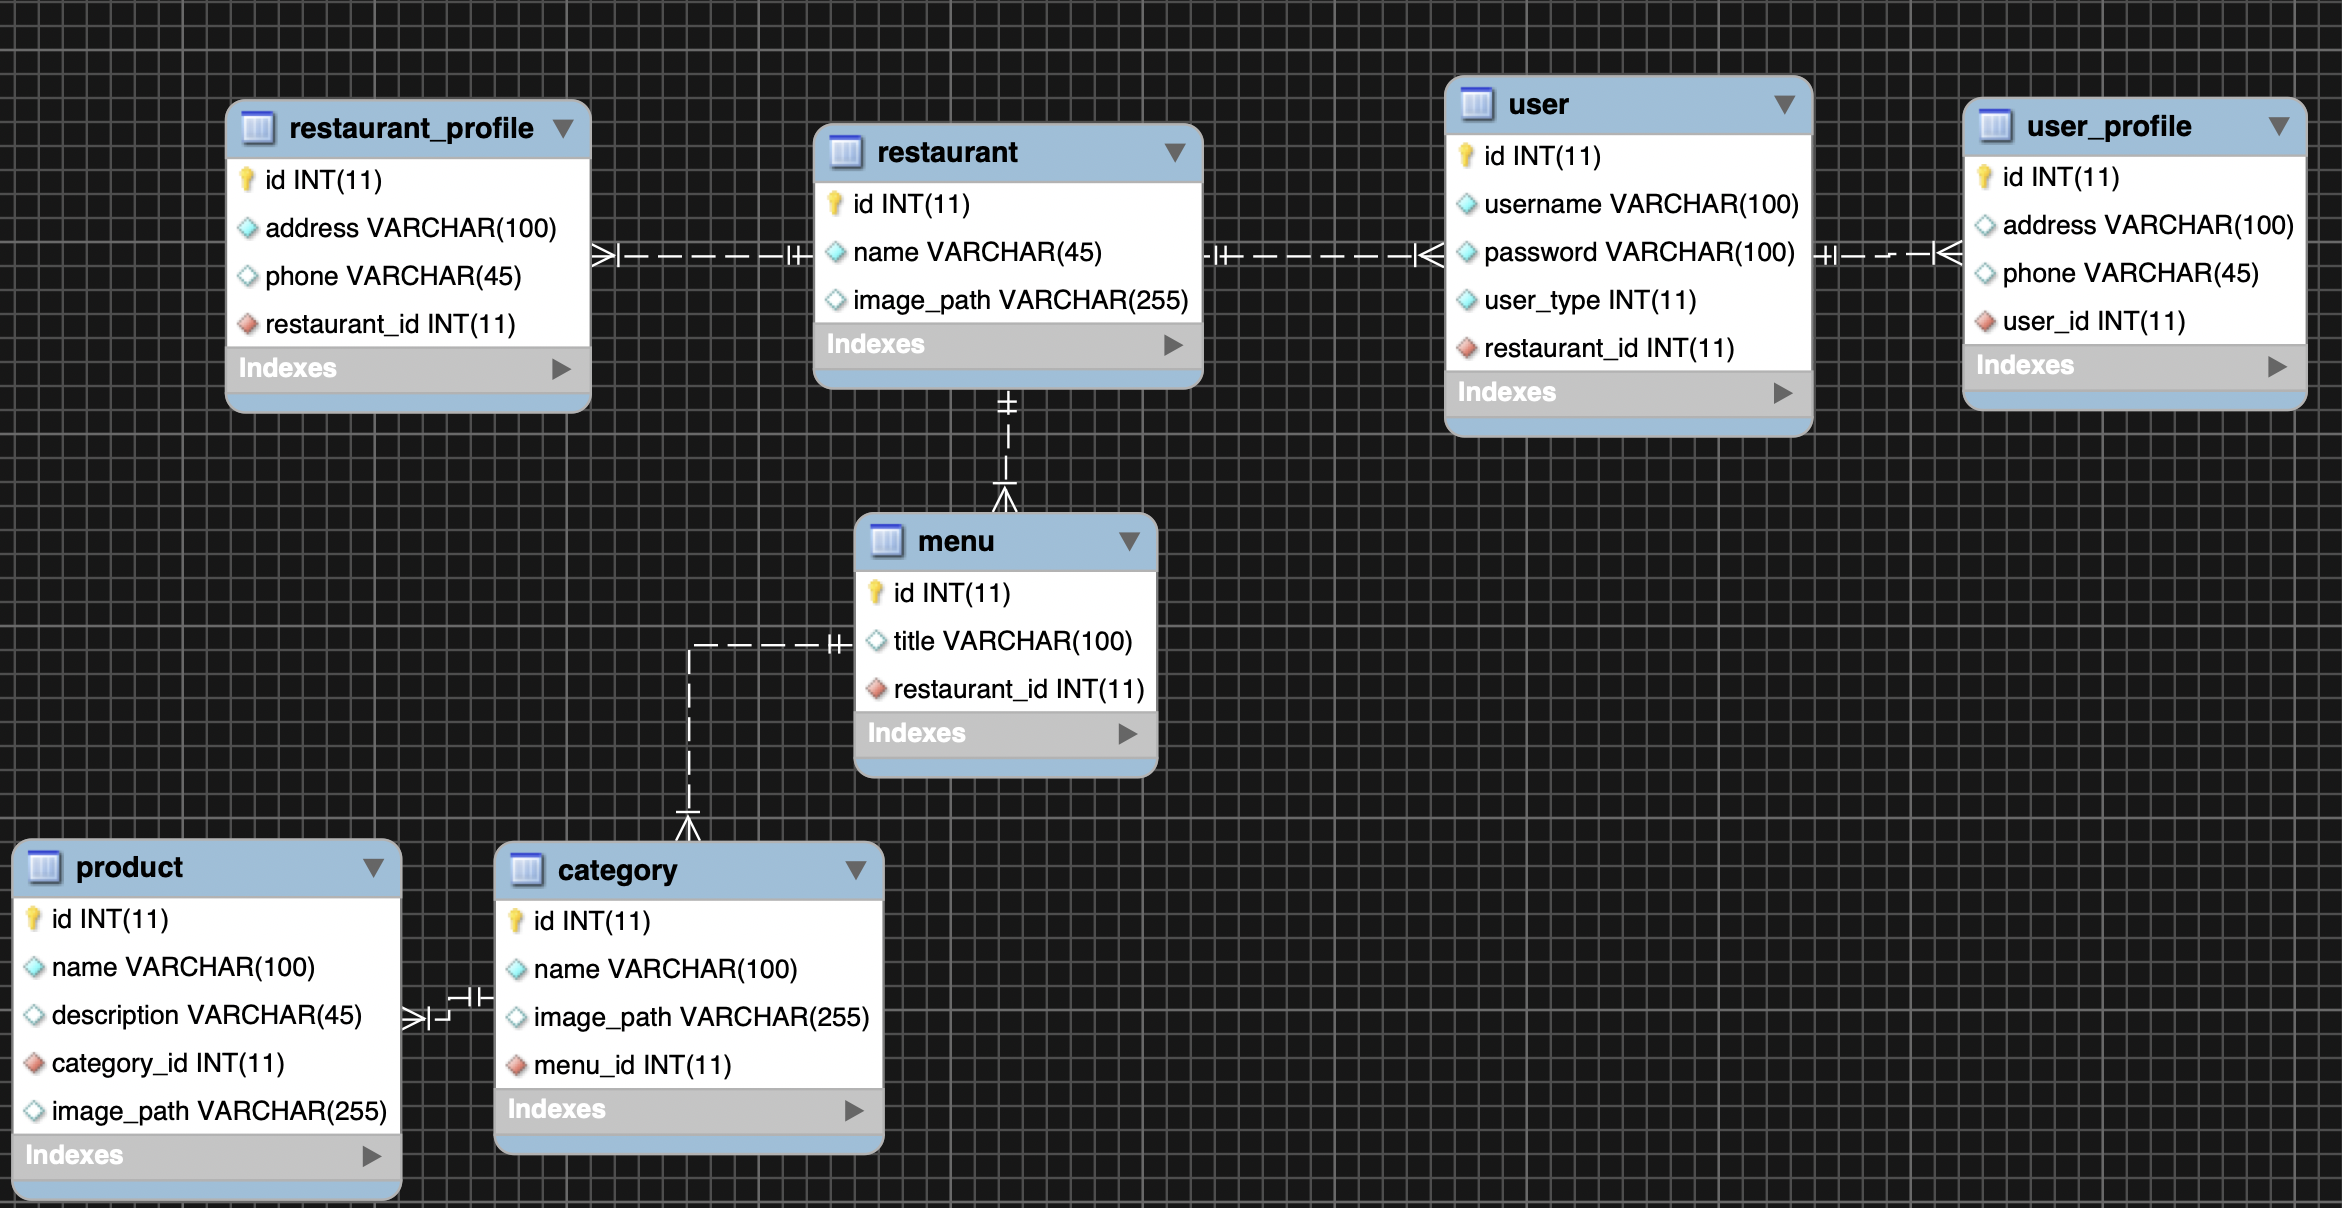 restaurant_profile
id INT(11)
address VARCHAR(100)
phone VARCHAR(45)
restaurant_id INT(11)
Indexes
restaurant
id INT(11)
name VARCHAR(45)
image_path VARCHAR(255)
Indexes
user
id INT(11)
username VARCHAR(100)
password VARCHAR(100)
user_type INT(11)
restaurant_id INT(11)
Indexes
user_profile
id INT(11)
address VARCHAR(100)
phone VARCHAR(45)
user_id INT(11)
Indexes
menu
id INT(11)
title VARCHAR(100)
restaurant_id INT(11)
Indexes
product
id INT(11)
name VARCHAR(100)
description VARCHAR(45)
category_id INT(11)
image_path VARCHAR(255)
Indexes
category
id INT(11)
name VARCHAR(100)
image_path VARCHAR(255)
menu_id INT(11)
Indexes